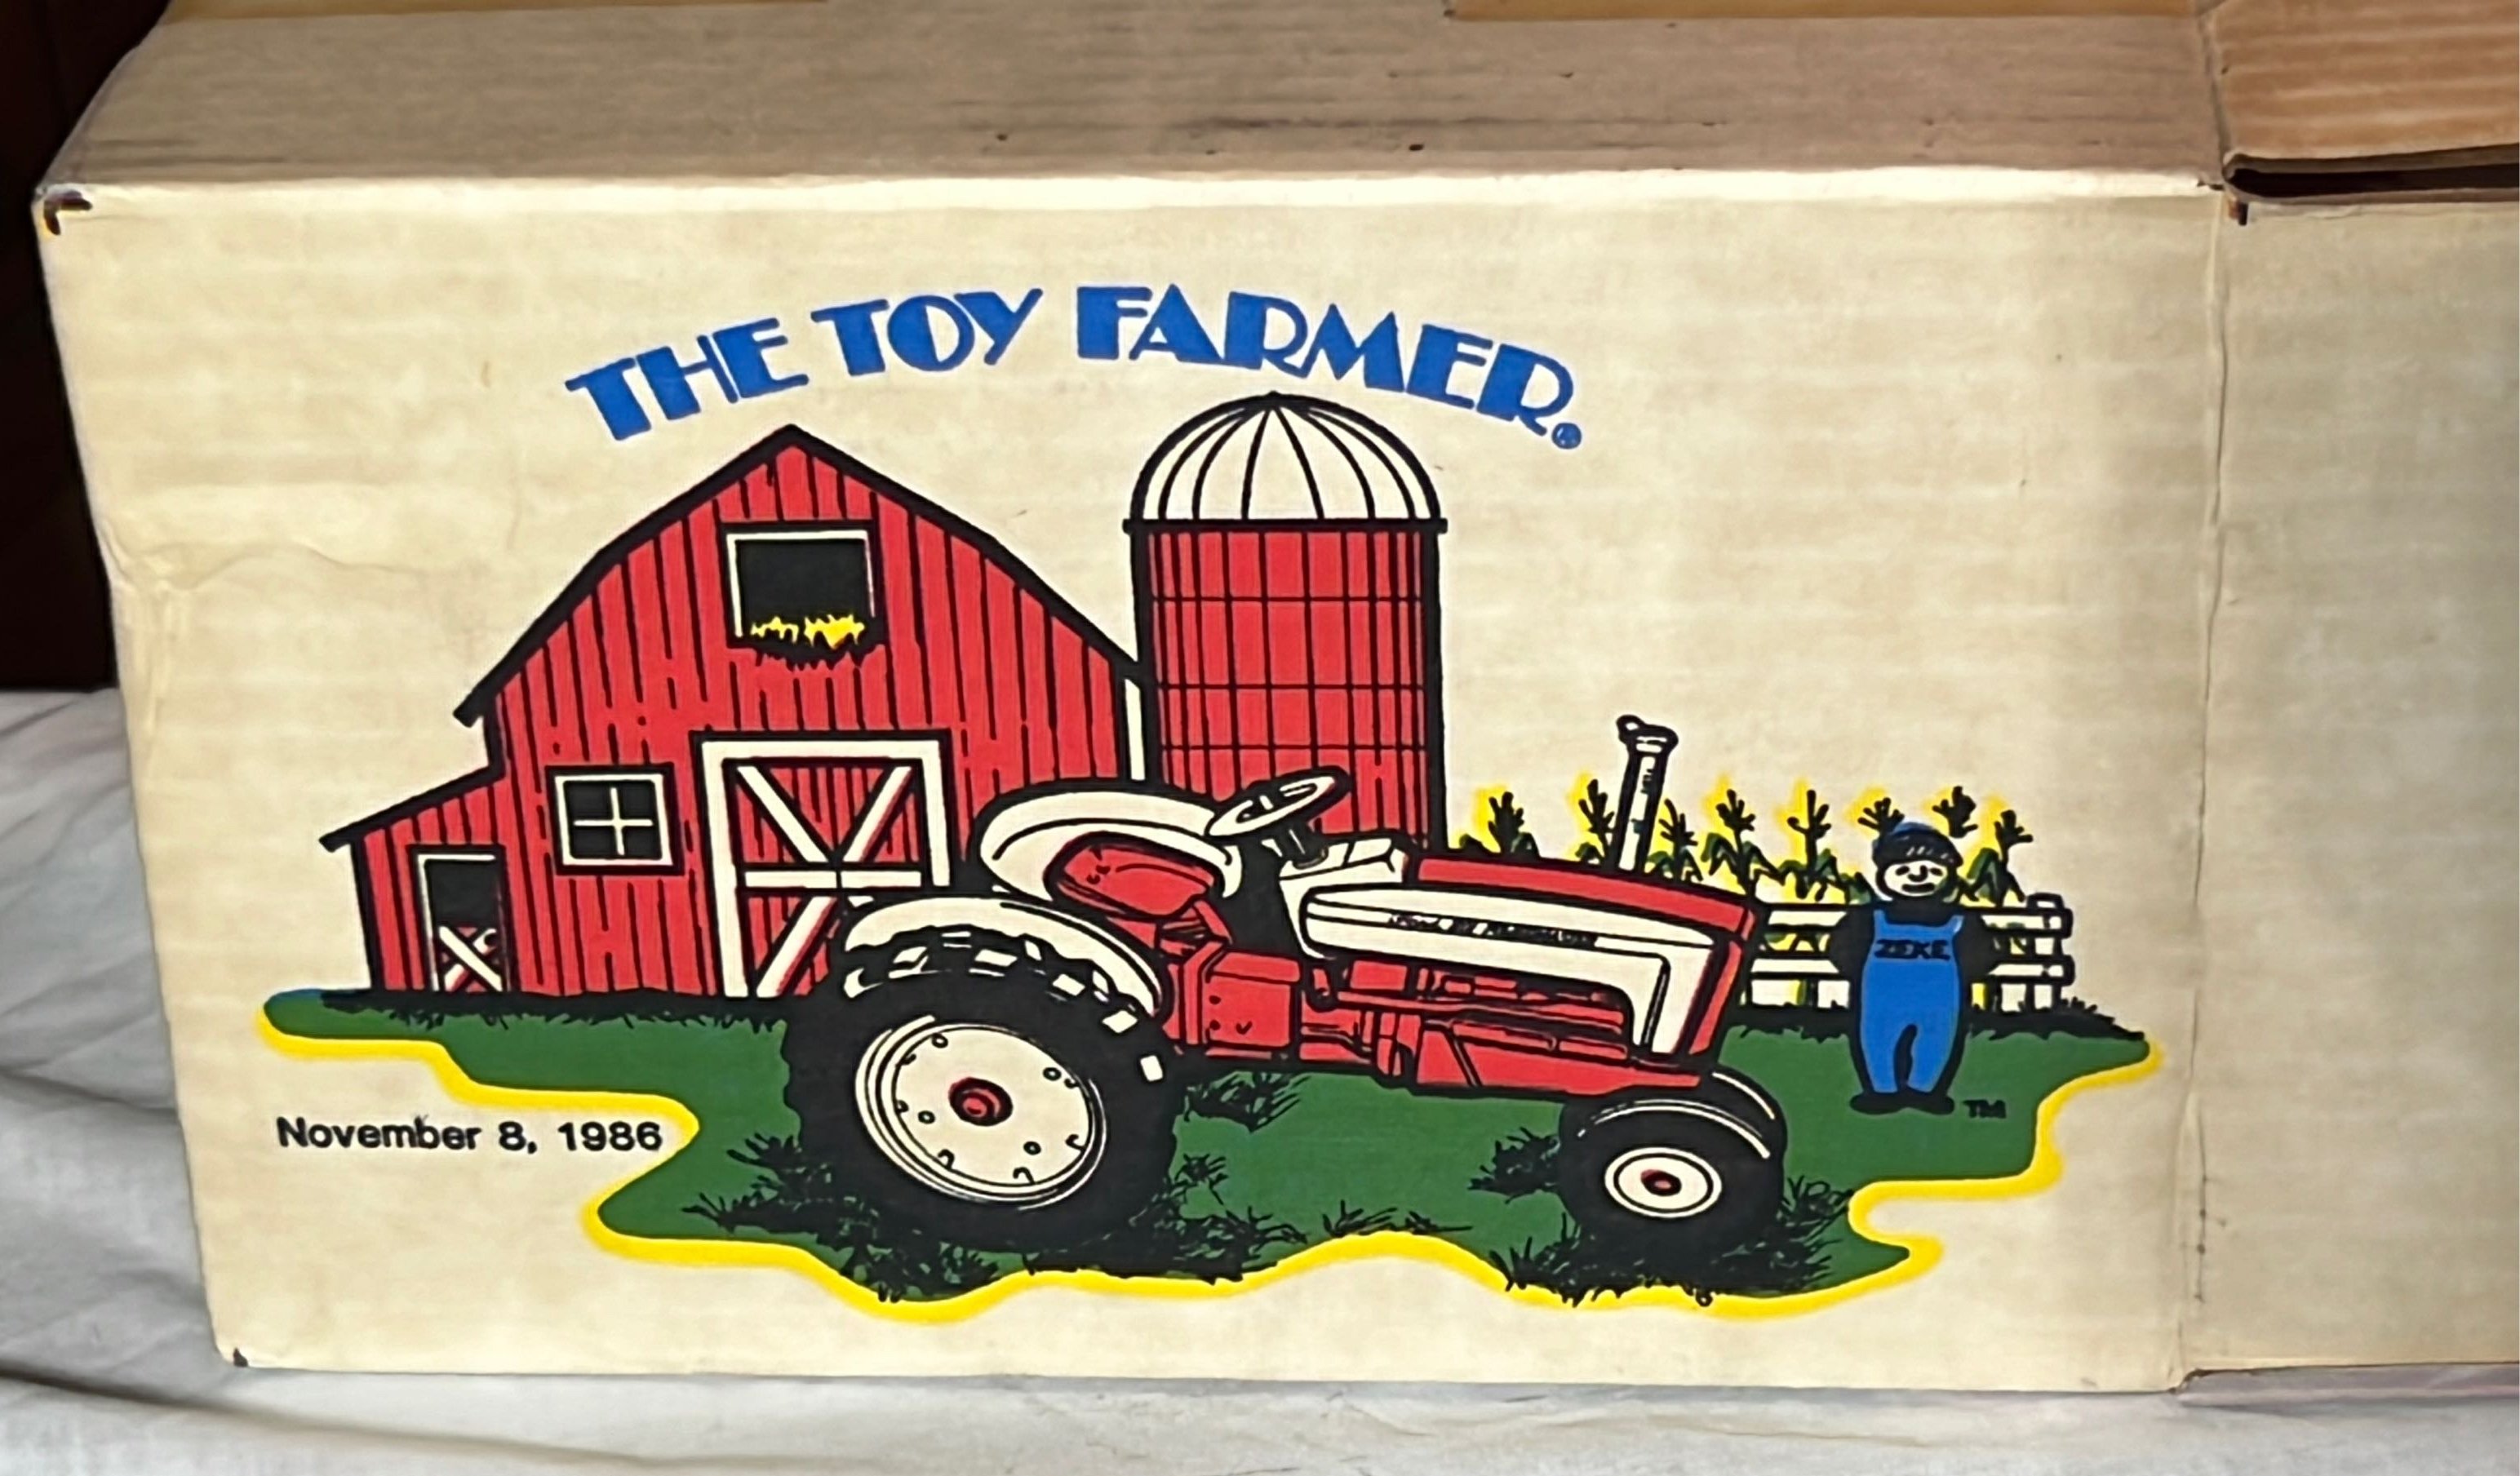 THE TOY FARMER®
ZEKE
TM
November 8, 1986